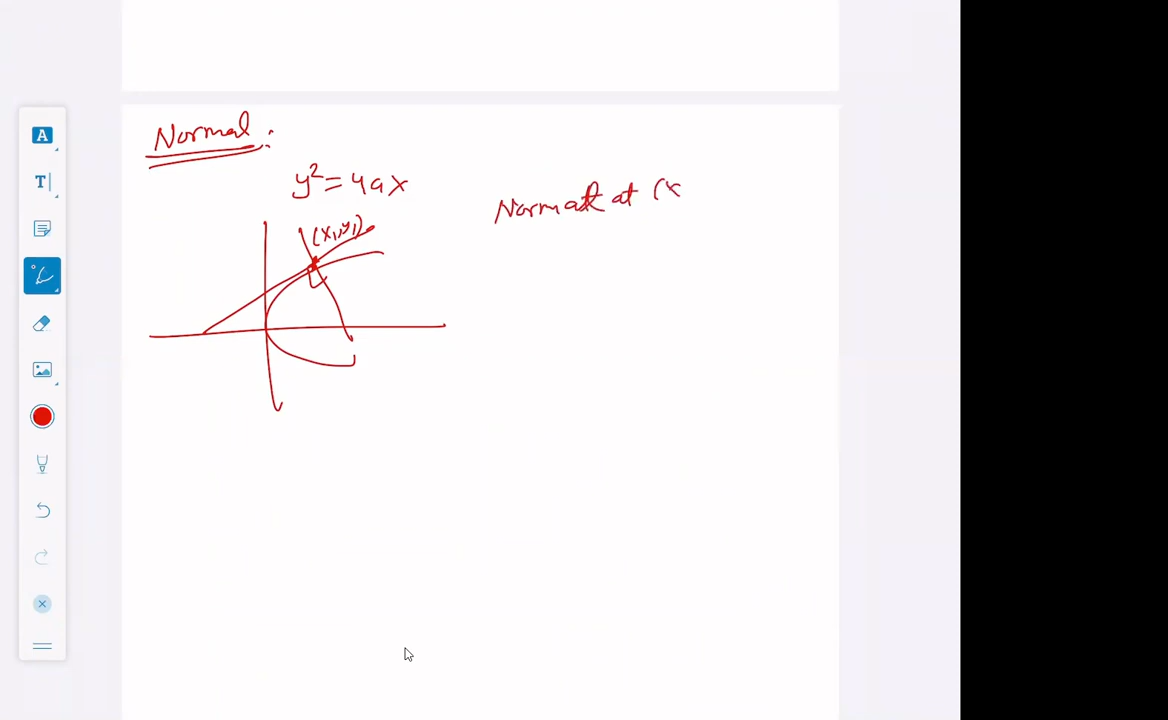 Normal :
y² = 4ax
Normal at (x
(x₁,y₁)
A
T